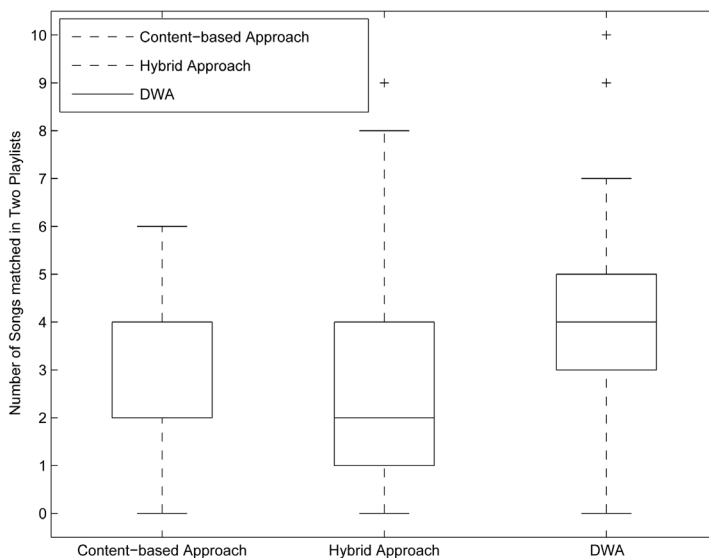 Number of Songs matched in Two Playlists
10
9
8
7
6
5
4
3
2
1
0
Content−based Approach
Hybrid Approach
DWA
Content−based Approach
Hybrid Approach
DWA